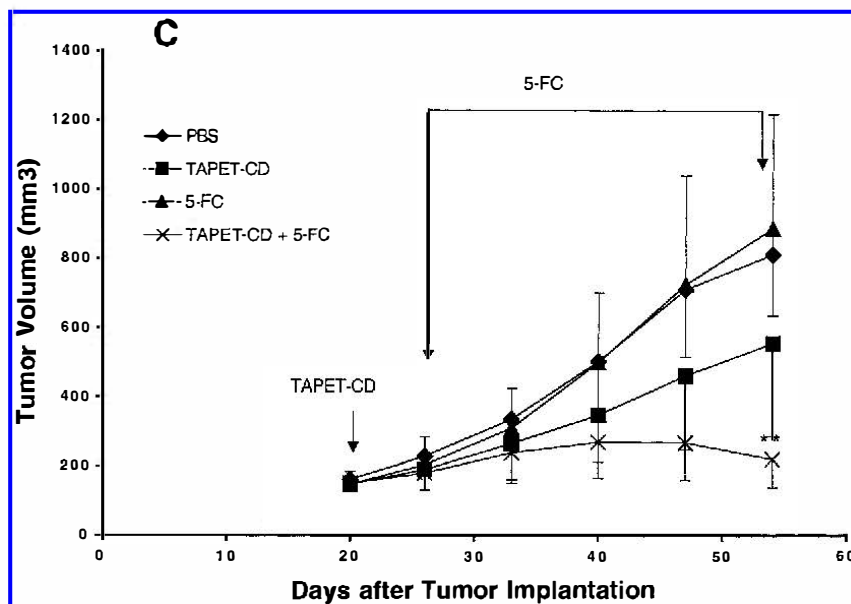 C
1400
1200
1000
800
600
400
200
0
Tumor Volume (mm3)
5-FC
PBS
TAPET-CD
5-FC
TAPET-CD + 5-FC
TAPET-CD
**
0
10
20
30
40
50
60
Days after Tumor Implantation